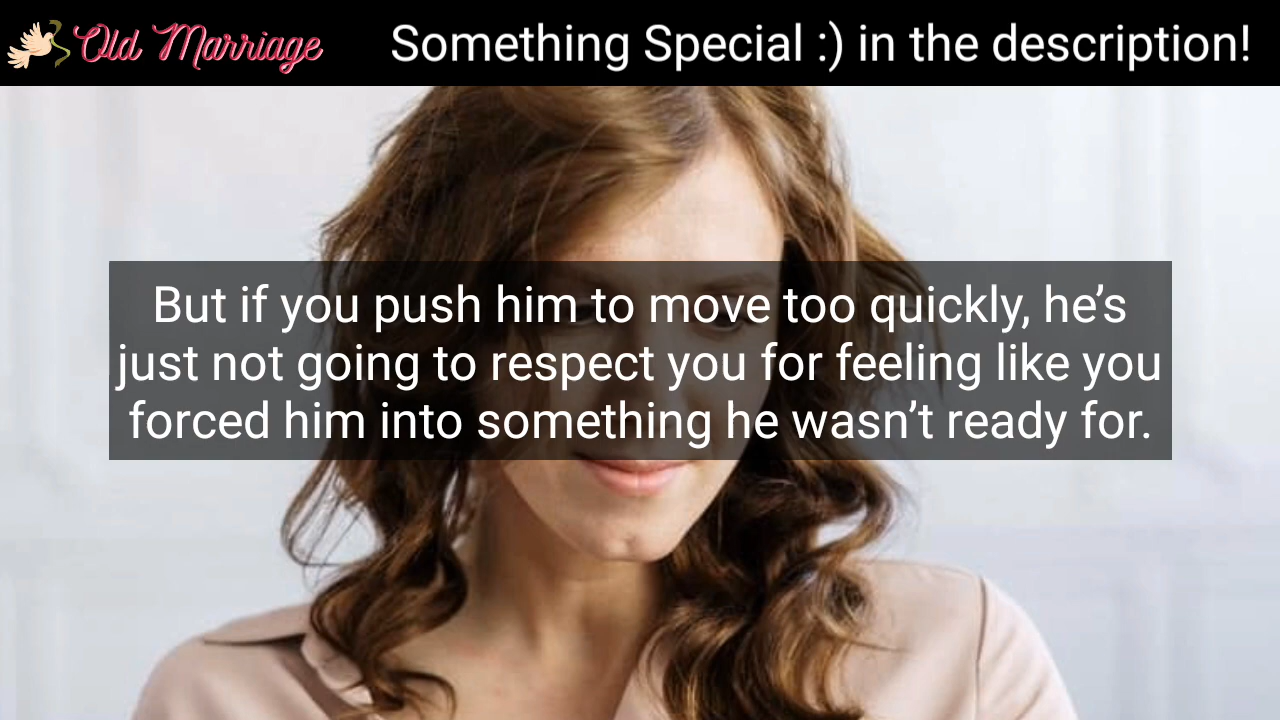 Old Marriage
Something Special :) in the description!
But if you push him to move too quickly, he’s
just not going to respect you for feeling like you
forced him into something he wasn’t ready for.